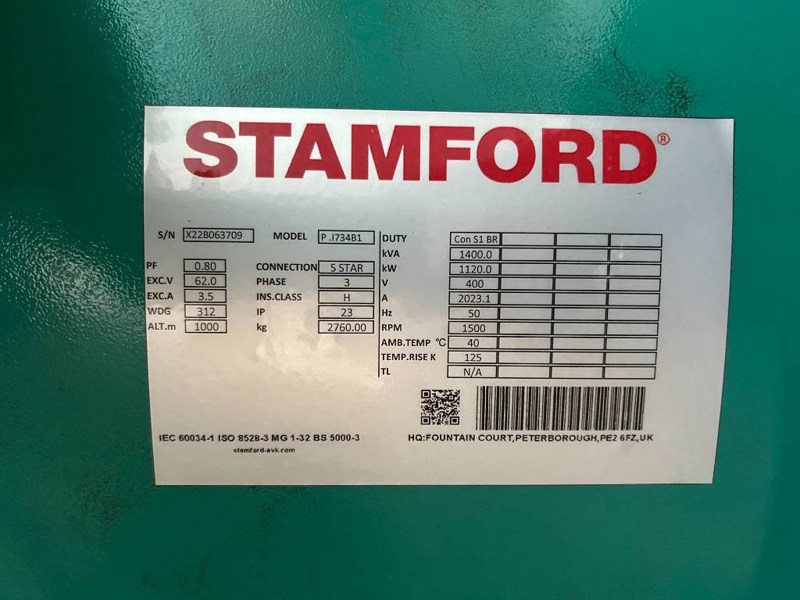 STAMFORD®
S/N X22B063709 MODEL P .I734B1
PF 0.80 CONNECTION S STAR
EXC.V 62.0 PHASE 3
EXC.A 3.5 INS.CLASS H
WDG 312 IP 23
ALT.m 1000 kg 2760.00
DUTY Con S1 BR
kVA 1400.0
kW 1120.0
V 400
A 2023.1
Hz 50
RPM 1500
AMB.TEMP °C 40
TEMP.RISE K 125
TL N/A
IEC 60034-1 ISO 8528-3 MG 1-32 BS 5000-3
stamford-avk.com
HQ:FOUNTAIN COURT,PETERBOROUGH,PE2 6FZ,UK